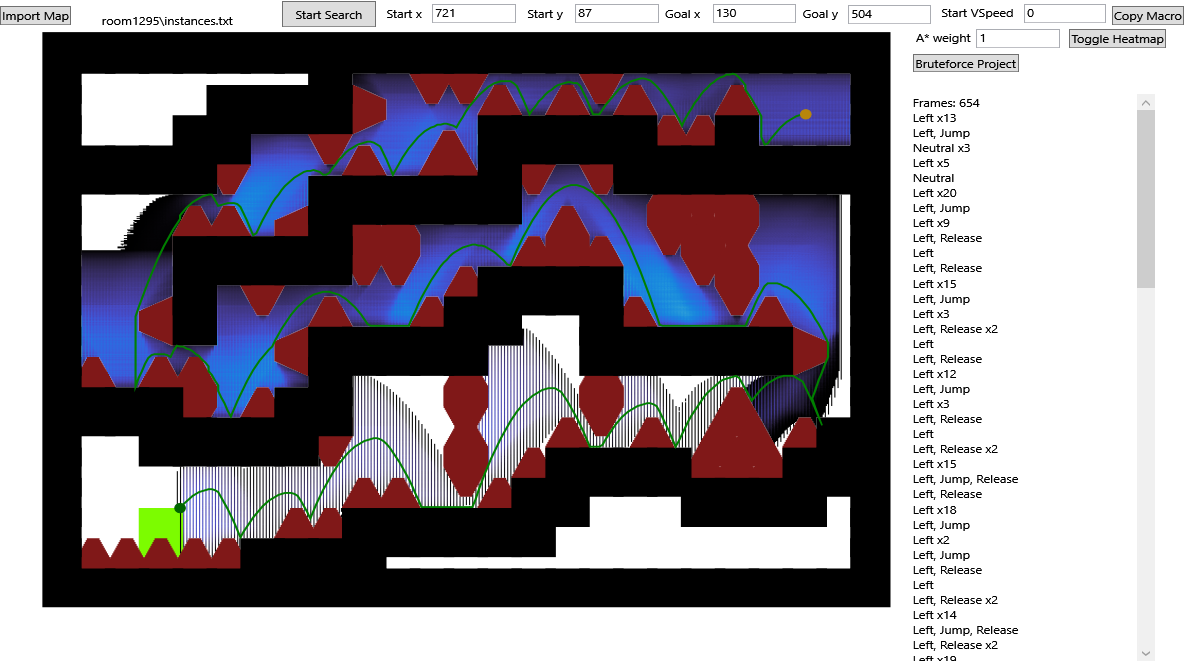 Import Map
room1295\instances.txt
Start Search
Start x 721
Start y 87
Goal x 130
Goal y 504
Start VSpeed 0
Copy Macro
A* weight 1
Toggle Heatmap
Bruteforce Project
Frames: 654
Left x13
Left, Jump
Neutral x3
Left x5
Neutral
Left x20
Left, Jump
Left x9
Left, Release
Left
Left, Release
Left x15
Left, Jump
Left x3
Left, Release x2
Left
Left, Release
Left x12
Left, Jump
Left x3
Left, Release
Left
Left, Release x2
Left x15
Left, Jump, Release
Left, Release
Left x18
Left, Jump
Left x2
Left, Jump
Left, Release
Left
Left, Release x2
Left x14
Left, Jump, Release
Left, Release x2
Left x19